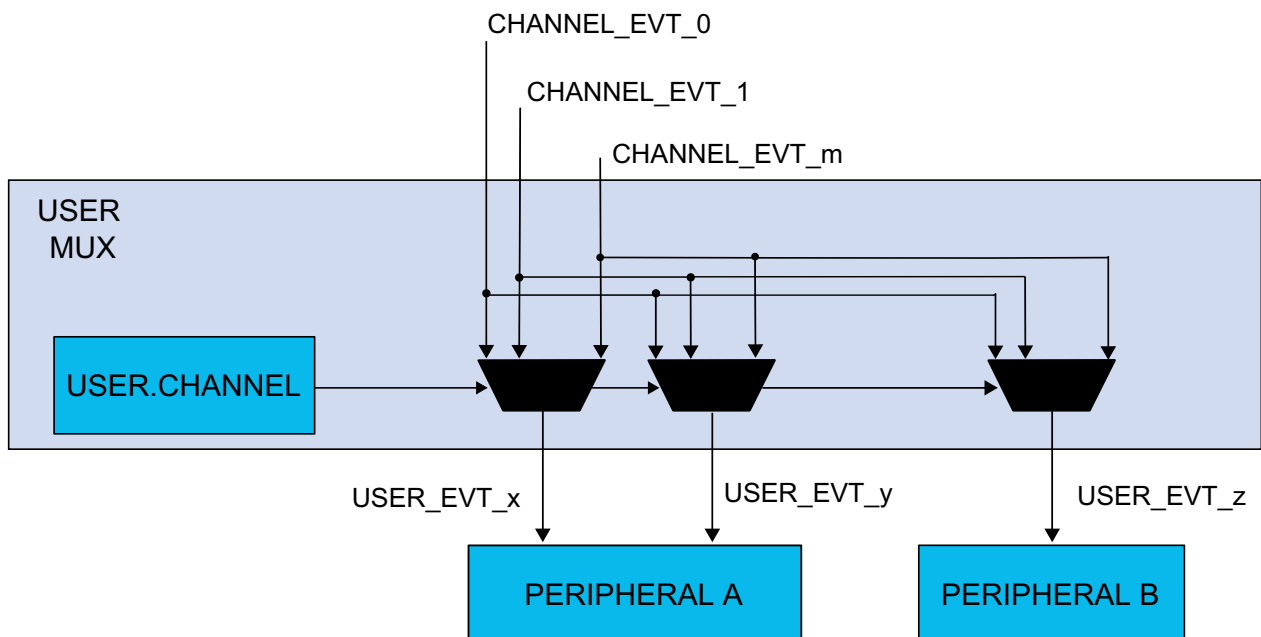 CHANNEL_EVT_0
CHANNEL_EVT_1
CHANNEL_EVT_m
USER
MUX
USER.CHANNEL
USER_EVT_x
USER_EVT_y
USER_EVT_z
PERIPHERAL A
PERIPHERAL B